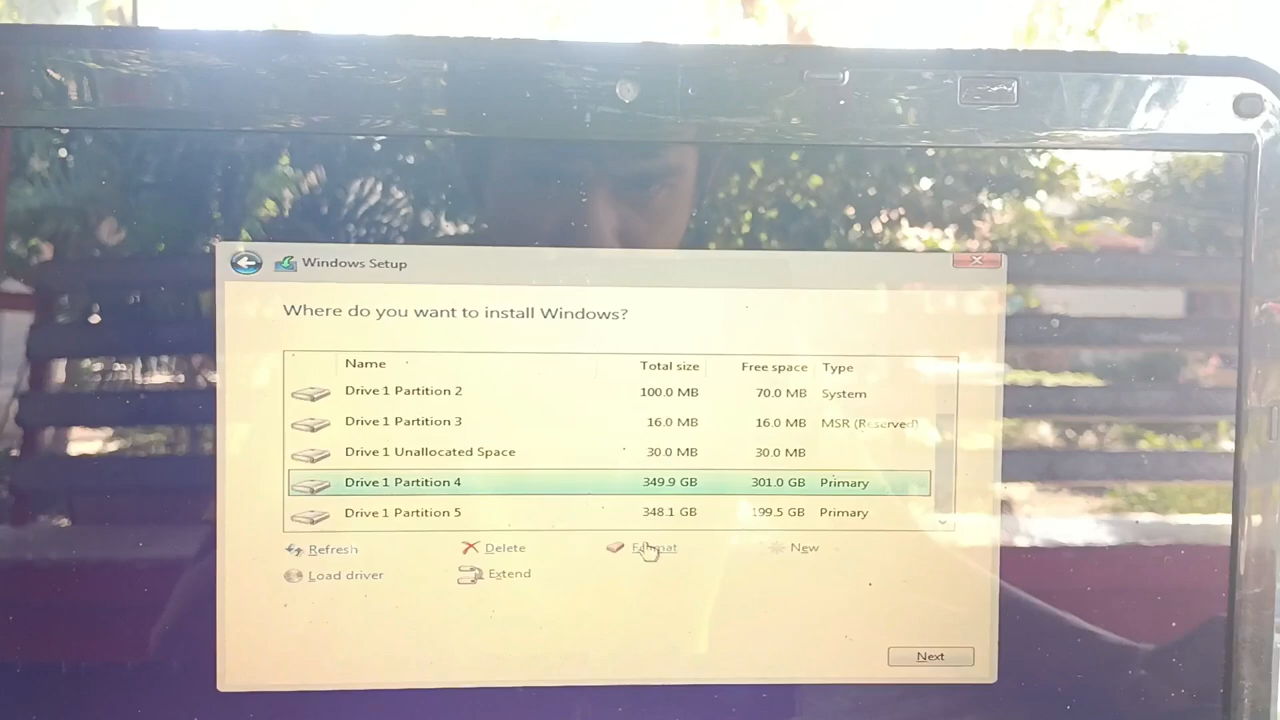 Windows Setup
Where do you want to install Windows?
Name Total size Free space Type
Drive 1 Partition 2 100.0 MB 70.0 MB System
Drive 1 Partition 3 16.0 MB 16.0 MB MSR (Reserved)
Drive 1 Unallocated Space 30.0 MB 30.0 MB
Drive 1 Partition 4 349.9 GB 301.0 GB Primary
Drive 1 Partition 5 348.1 GB 199.5 GB Primary
Refresh Delete Format New
Load driver Extend
Next